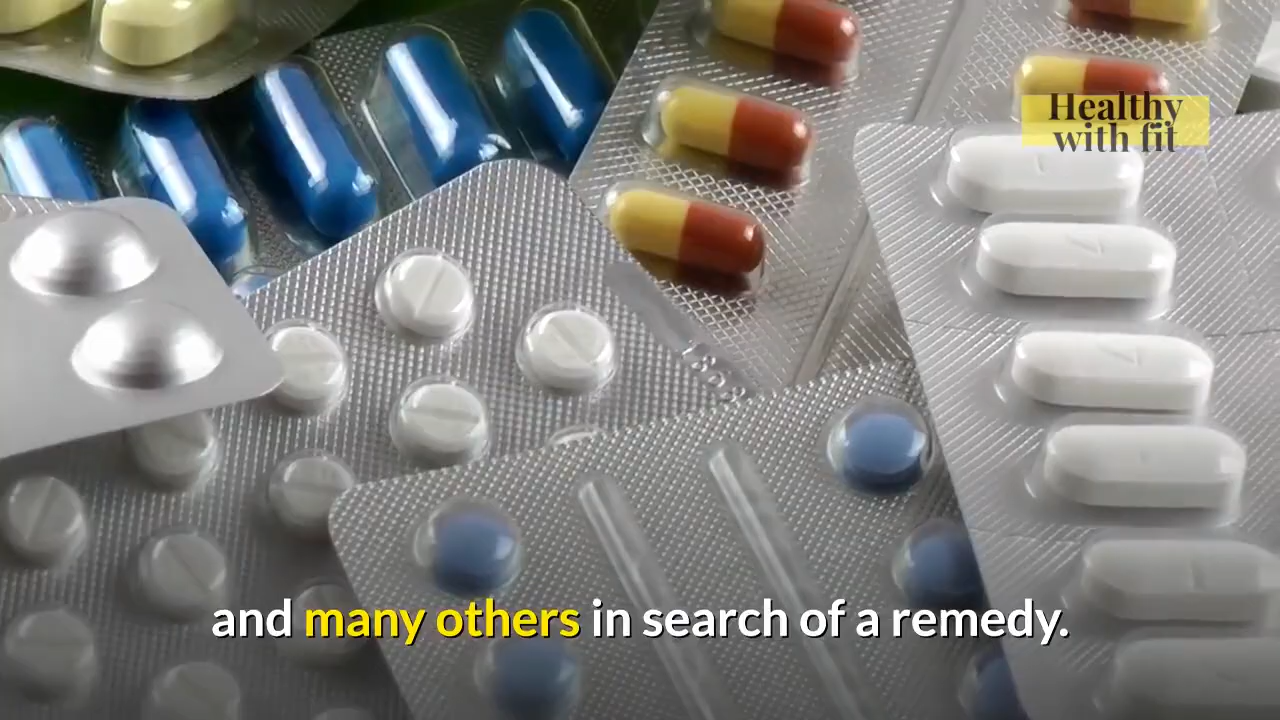 Healthy
with fit
and many others in search of a remedy.